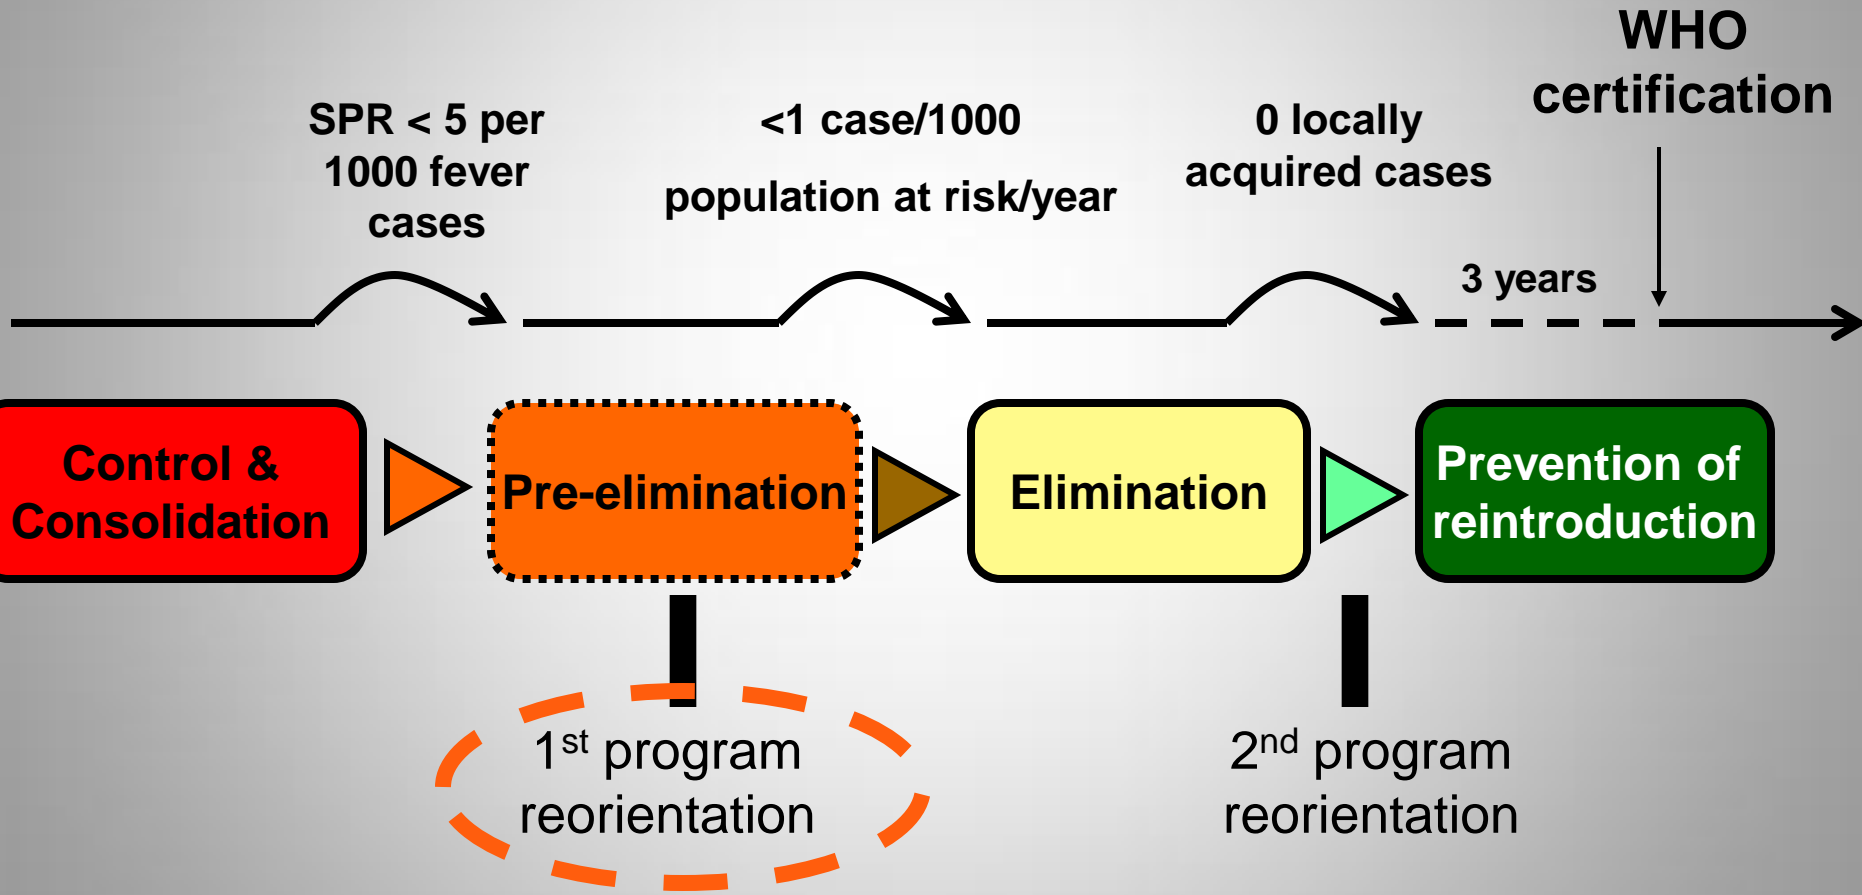 WHO
certification
SPR < 5 per
1000 fever
cases
<1 case/1000
population at risk/year
0 locally
acquired cases
3 years
Control &
Consolidation
Pre-elimination
Elimination
Prevention of
reintroduction
1st program
reorientation
2nd program
reorientation